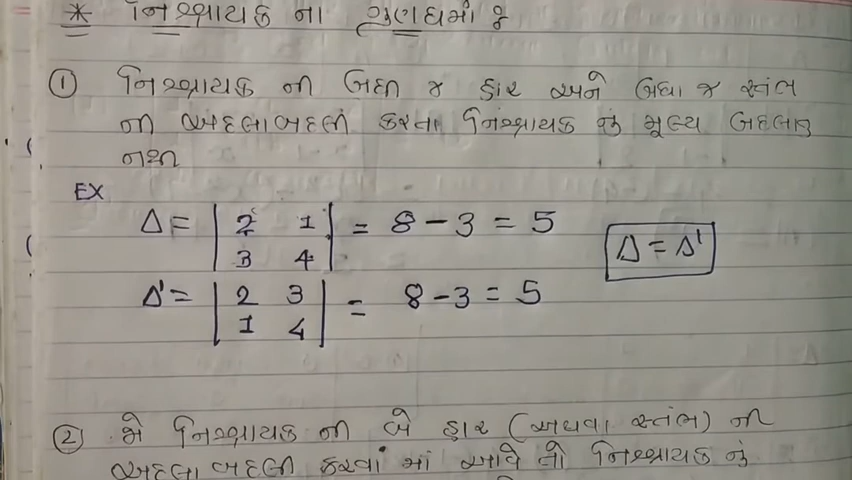 * નિશ્ચાયક ના ગુણધર્મો :
① નિશ્ચાયક ની બધી જ હાર અને બધા જ સ્તંભ
ની અદલાબદલી કરતા નિશ્ચાયક નું મૂલ્ય બદલાતુ
નથી
EX
Δ = | 2 1 | = 8 - 3 = 5
| 3 4 |
Δ = Δ'
Δ' = | 2 3 | = 8 - 3 = 5
| 1 4 |
② જો નિશ્ચાયક ની બે હાર (અથવા સ્તંભ) ની
અદલા બદલી કરવા માં આવે તો નિશ્ચાયક નું